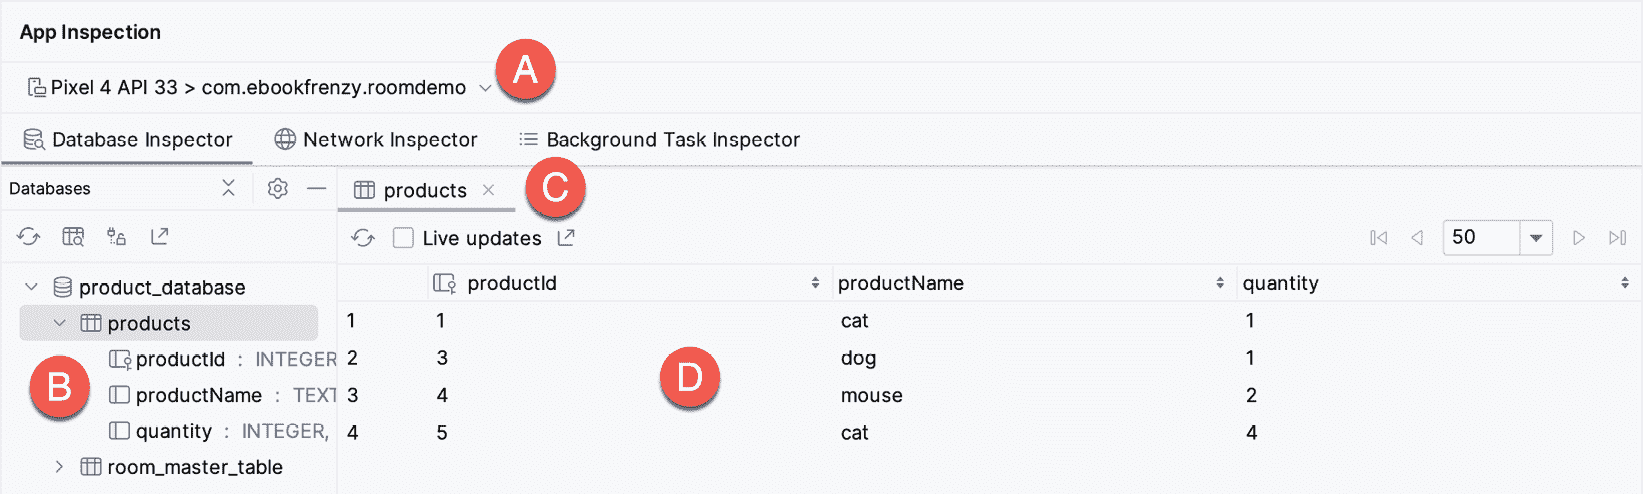 App Inspection
Pixel 4 API 33 > com.ebookfrenzy.roomdemo
A
Database Inspector Network Inspector Background Task Inspector
Databases products
C
Live updates 50
product_database productId productName quantity
products 1 1 cat 1
productId : INTEGER 2 3 dog 1
B D
productName : TEXT 3 4 mouse 2
quantity : INTEGER, 4 5 cat 4
room_master_table